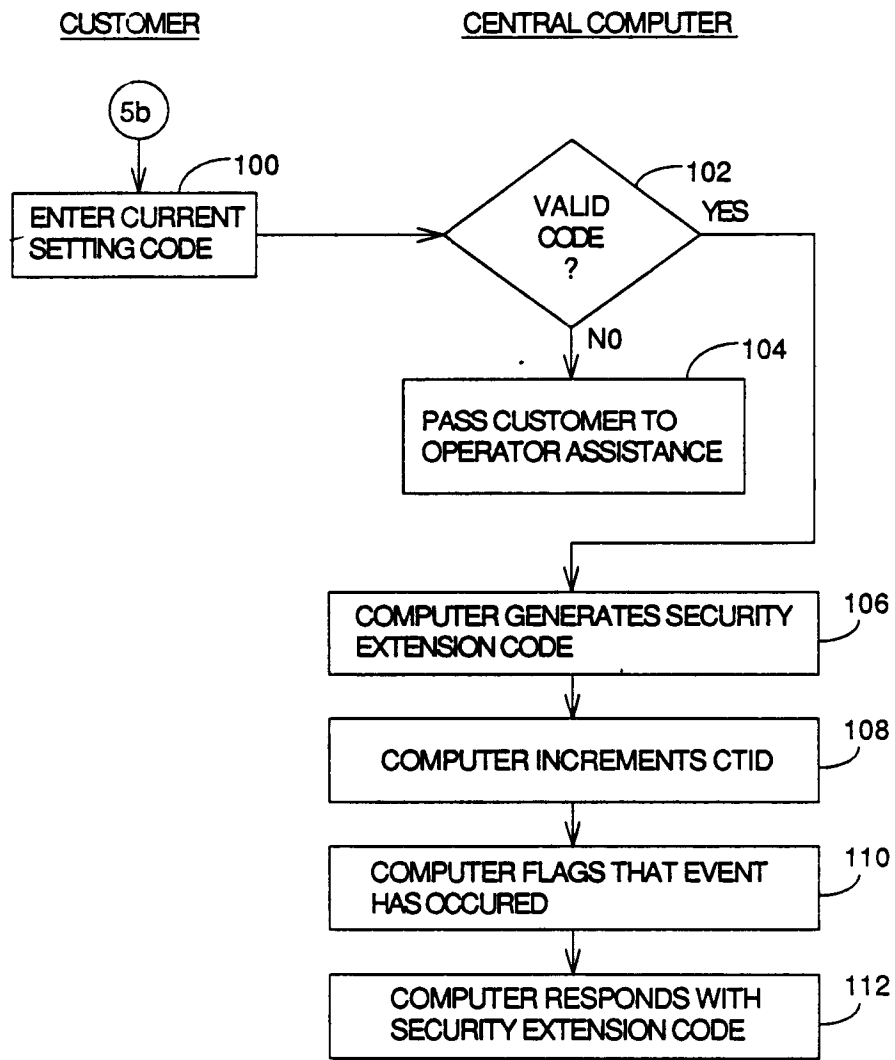 CUSTOMER
CENTRAL COMPUTER
5b
100
ENTER CURRENT
SETTING CODE
102
VALID
CODE
?
YES
NO
104
PASS CUSTOMER TO
OPERATOR ASSISTANCE
COMPUTER GENERATES SECURITY
EXTENSION CODE
106
COMPUTER INCREMENTS CTID
108
COMPUTER FLAGS THAT EVENT
HAS OCCURED
110
COMPUTER RESPONDS WITH
SECURITY EXTENSION CODE
112